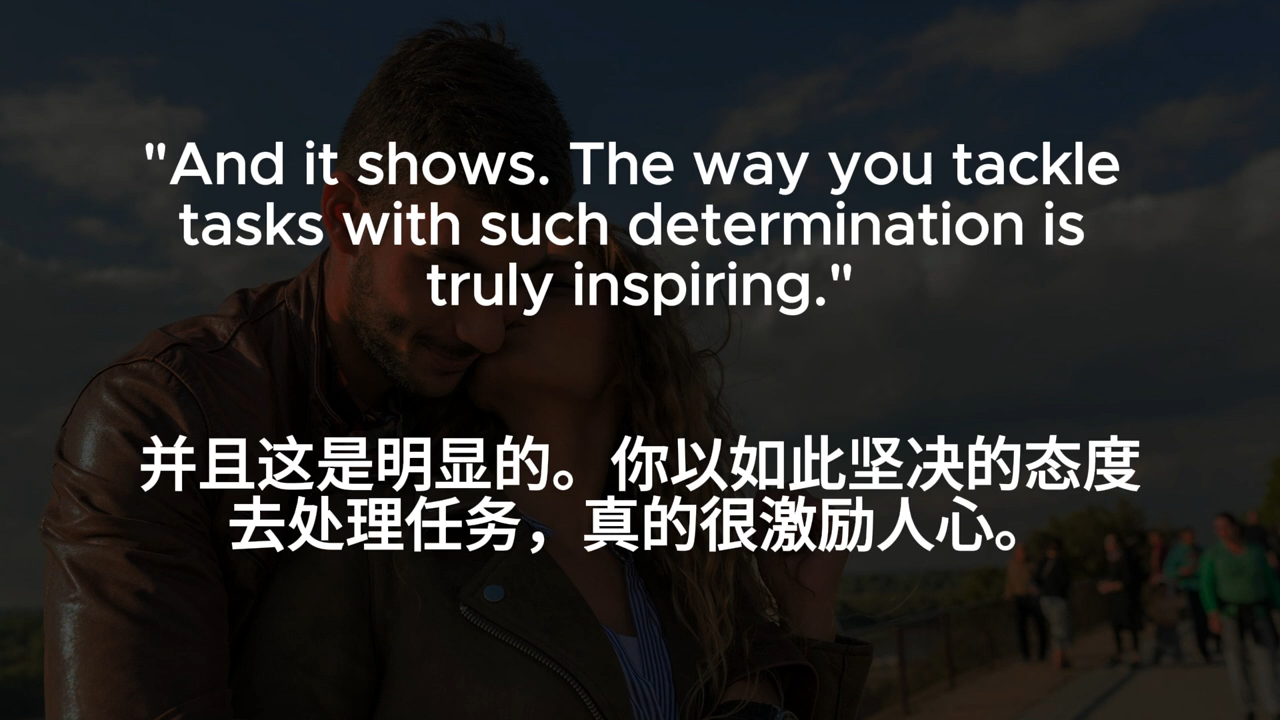 "And it shows. The way you tackle
tasks with such determination is
truly inspiring."
并且这是明显的。你以如此坚决的态度
去处理任务，真的很激励人心。